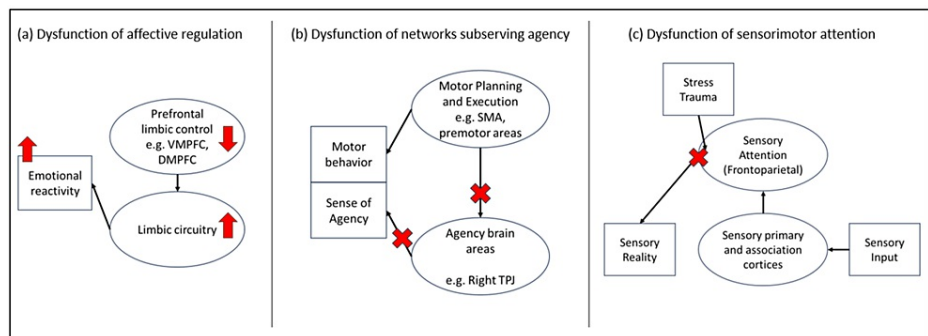 (a) Dysfunction of affective regulation
Prefrontal
limbic control
e.g. VMPFC,
DMPFC
Emotional
reactivity
Limbic circuitry
(b) Dysfunction of networks subserving agency
Motor Planning
and Execution
e.g. SMA,
premotor areas
Motor
behavior
Sense of
Agency
Agency brain
areas
e.g. Right TPJ
(c) Dysfunction of sensorimotor attention
Stress
Trauma
Sensory
Attention
(Frontoparietal)
Sensory
Reality
Sensory primary
and association
cortices
Sensory
Input